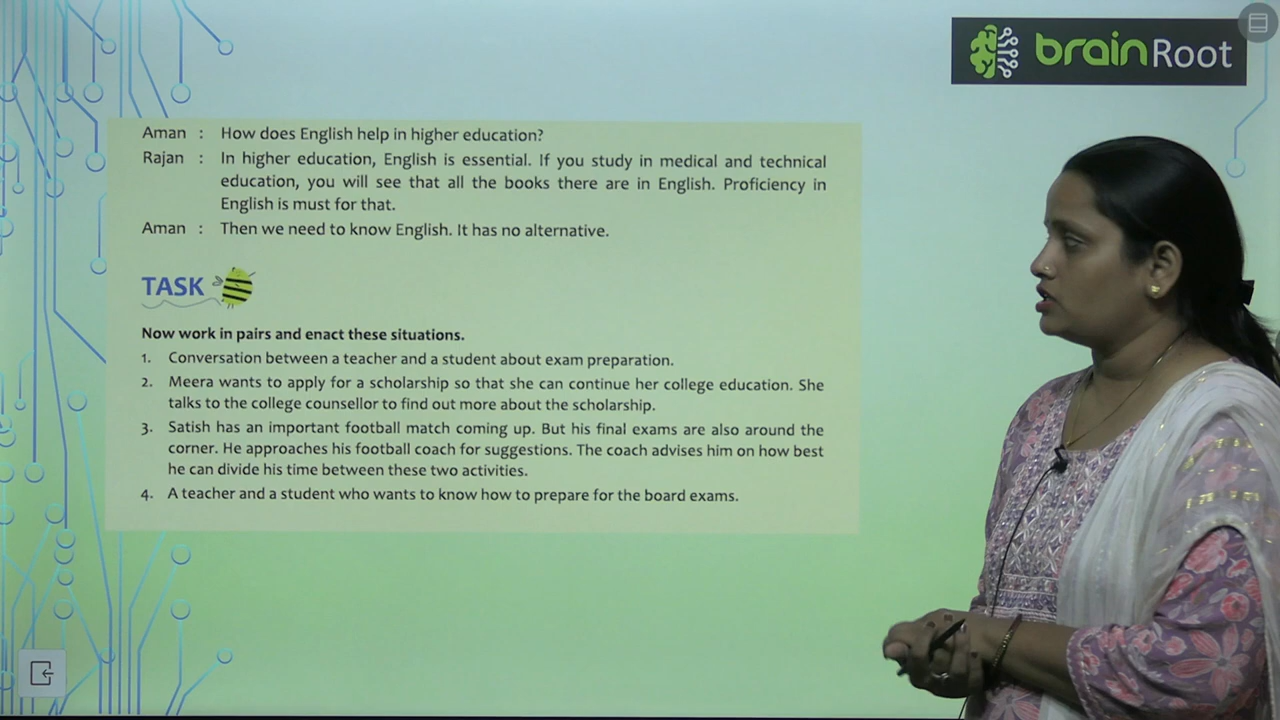 brainRoot
Aman : How does English help in higher education?
Rajan : In higher education, English is essential. If you study in medical and technical
education, you will see that all the books there are in English. Proficiency in
English is must for that.
Aman : Then we need to know English. It has no alternative.
TASK
Now work in pairs and enact these situations.
1. Conversation between a teacher and a student about exam preparation.
2. Meera wants to apply for a scholarship so that she can continue her college education. She
talks to the college counsellor to find out more about the scholarship.
3. Satish has an important football match coming up. But his final exams are also around the
corner. He approaches his football coach for suggestions. The coach advises him on how best
he can divide his time between these two activities.
4. A teacher and a student who wants to know how to prepare for the board exams.